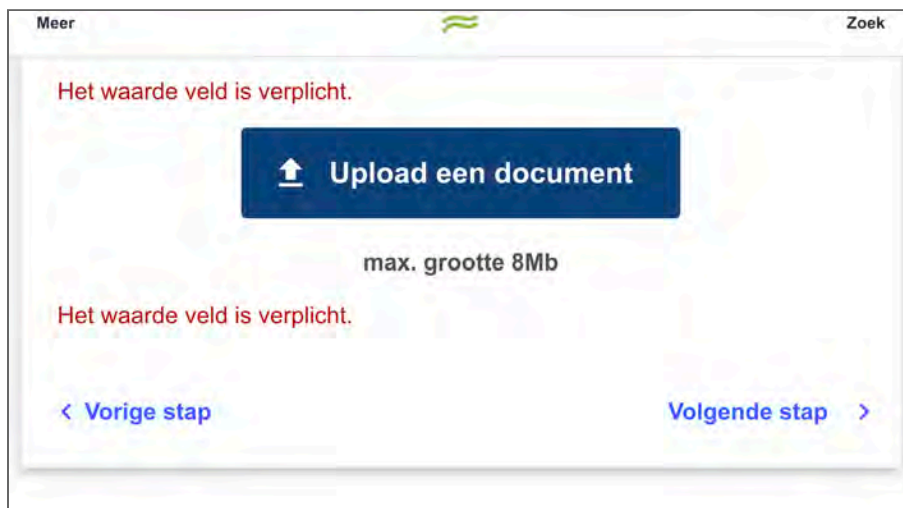 Meer
Zoek
Het waarde veld is verplicht.
Upload een document
max. grootte 8Mb
Het waarde veld is verplicht.
Vorige stap
Volgende stap